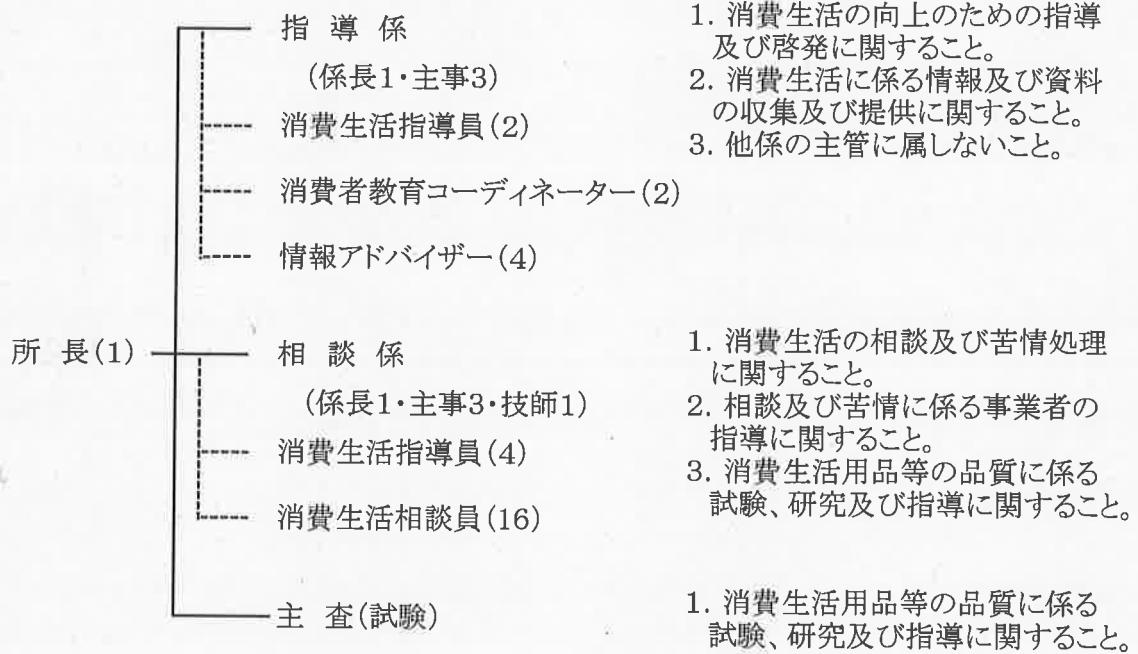 指 導 係
(係長1・主事3)
消費生活指導員(2)
消費者教育コーディネーター(2)
情報アドバイザー(4)
1. 消費生活の向上のための指導
及び啓発に関すること。
2. 消費生活に係る情報及び資料
の収集及び提供に関すること。
3. 他係の主管に属しないこと。
所 長(1)
相 談 係
(係長1・主事3・技師1)
消費生活指導員(4)
消費生活相談員(16)
1. 消費生活の相談及び苦情処理
に関すること。
2. 相談及び苦情に係る事業者の
指導に関すること。
3. 消費生活用品等の品質に係る
試験、研究及び指導に関すること。
主 査(試験)
1. 消費生活用品等の品質に係る
試験、研究及び指導に関すること。